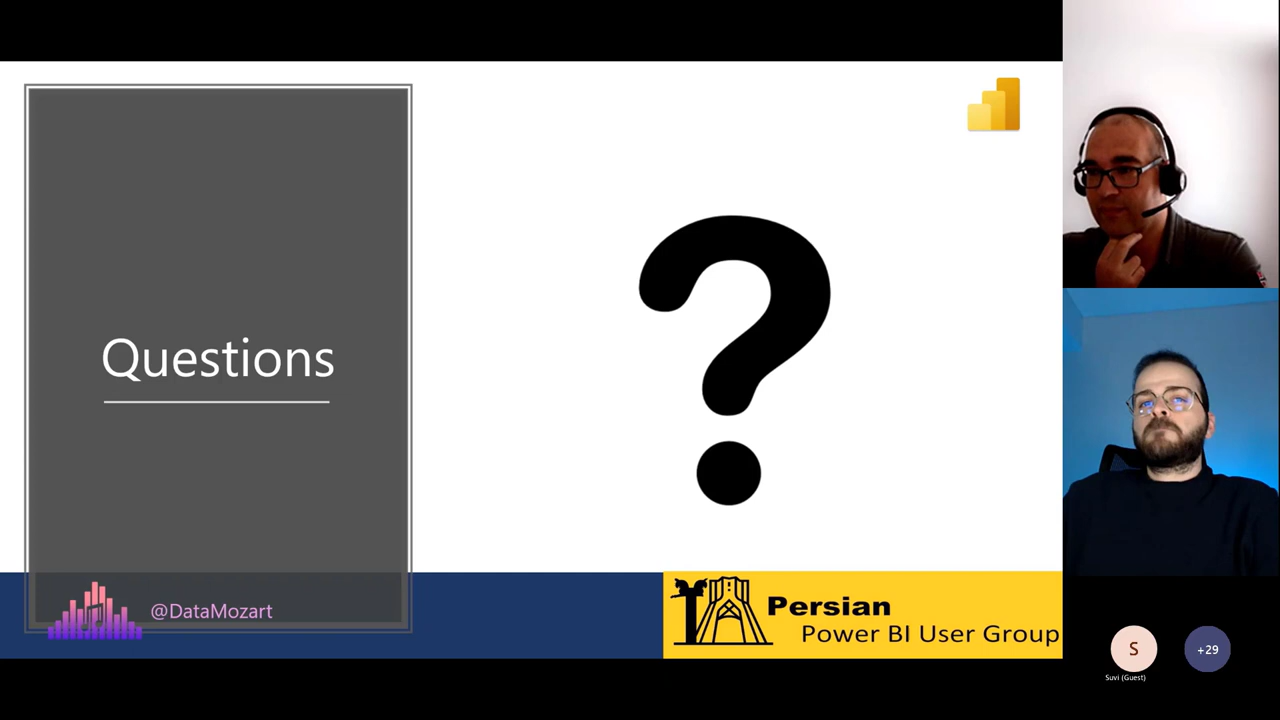 Questions
?
@DataMozart
Persian
Power BI User Group
S
Suvi (Guest)
+29